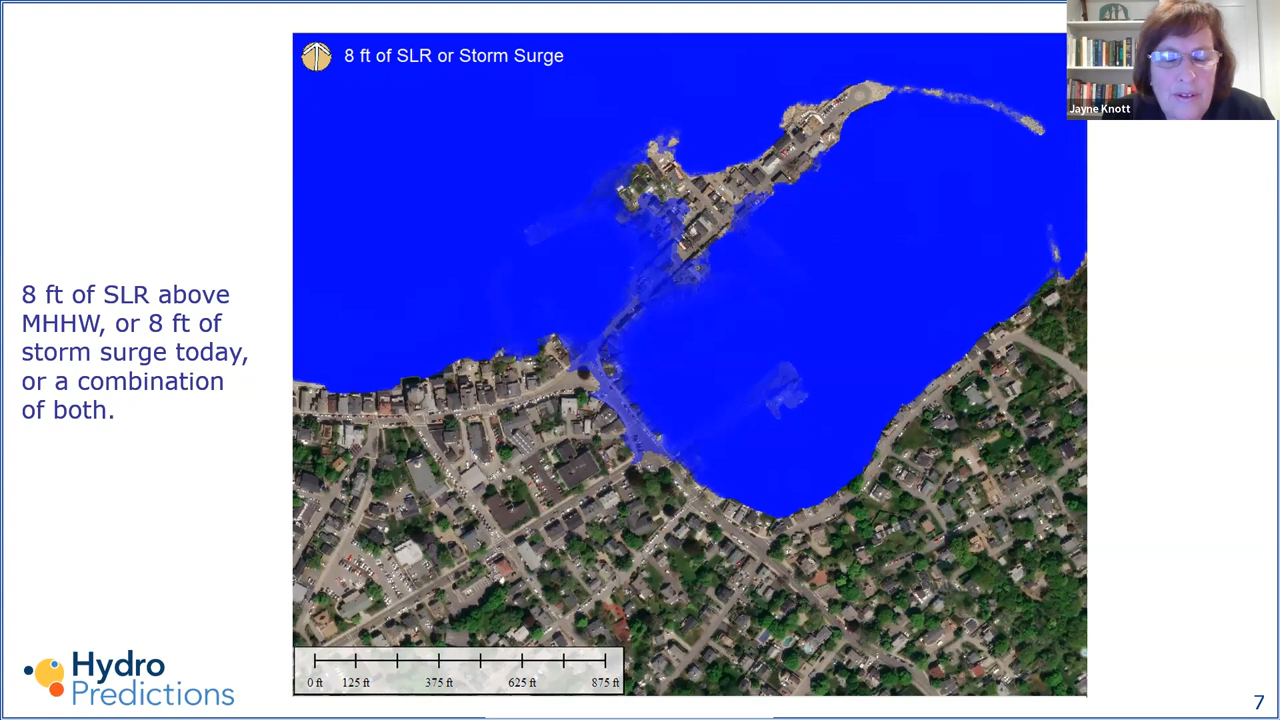 8 ft of SLR or Storm Surge
Jayne Knott
8 ft of SLR above
MHHW, or 8 ft of
storm surge today,
or a combination
of both.
0 ft 125 ft 375 ft 625 ft 875 ft
Hydro
Predictions
7